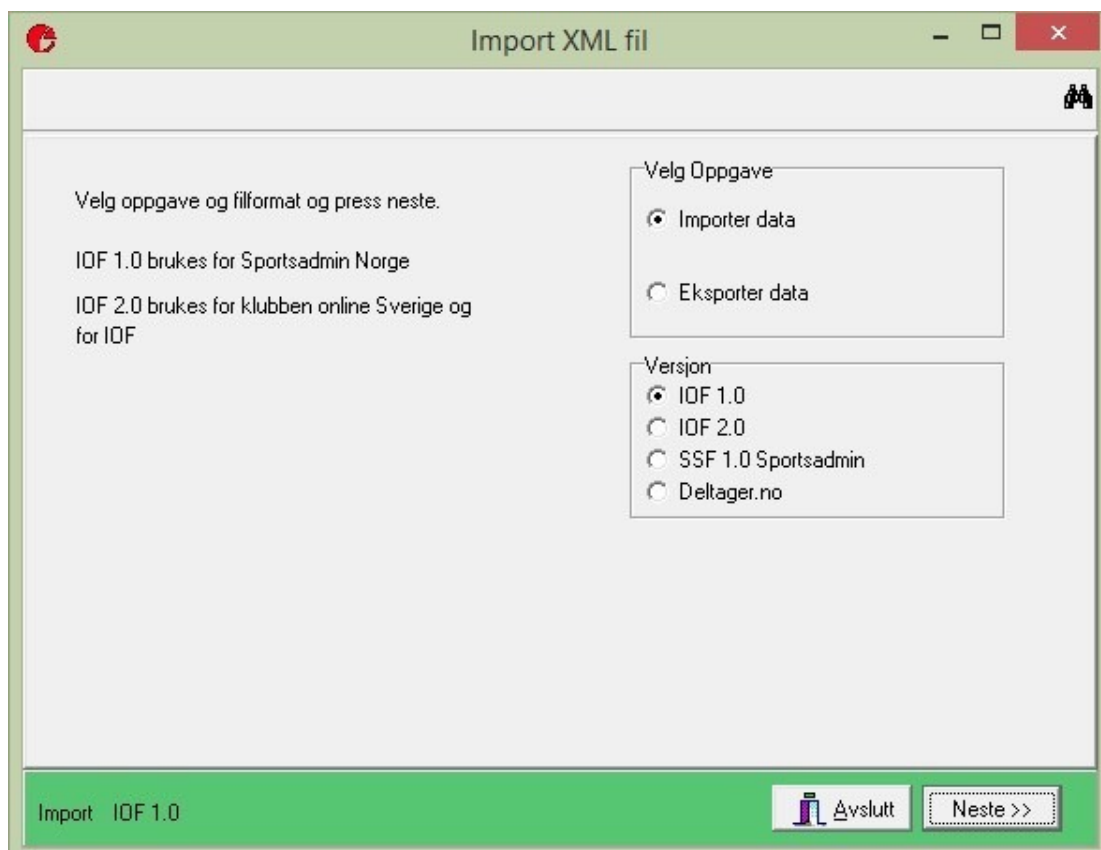 Import XML fil
Velg oppgave og filformat og press neste.
IOF 1.0 brukes for Sportsadmin Norge
IOF 2.0 brukes for klubben online Sverige og
for IOF
Velg Oppgave
Importer data
Eksporter data
Versjon
IOF 1.0
IOF 2.0
SSF 1.0 Sportsadmin
Deltager.no
Import IOF 1.0
Avslutt
Neste >>